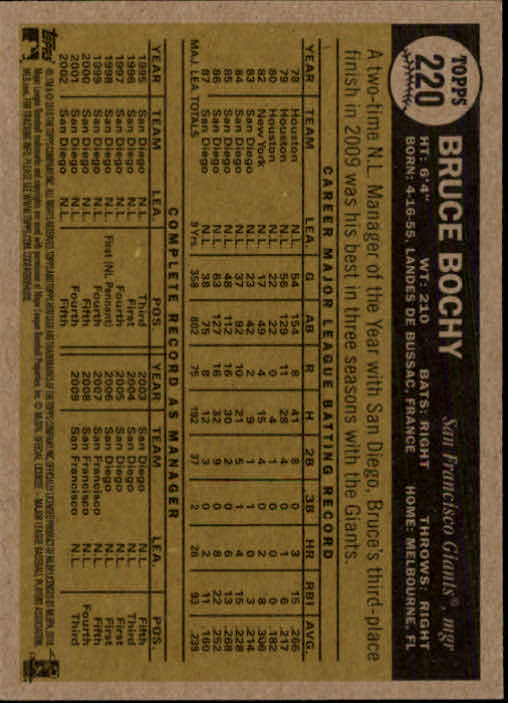 TOPPS
220
BRUCE BOCHY
San Francisco Giants®, mgr
HT: 6'4" WT: 210 BATS: RIGHT THROWS: RIGHT
BORN: 4-16-55, LANDES DE BUSSAC, FRANCE HOME: MELBOURNE, FL
A two-time N.L. Manager of the Year with San Diego, Bruce's third-place
finish in 2009 was his best in three seasons with the Giants.
CAREER MAJOR LEAGUE BATTING RECORD
YEAR TEAM LEA. G AB R H 2B 3B HR RBI AVG.
78 Houston N.L. 54 154 8 41 8 0 3 15 .266
79 Houston N.L. 56 129 11 28 4 0 1 6 .217
80 Houston N.L. 22 22 0 4 1 0 0 0 .182
82 New York N.L. 17 49 4 15 4 0 2 8 .306
83 San Diego N.L. 23 42 2 9 1 1 0 3 .214
84 San Diego N.L. 37 92 10 21 5 1 4 15 .228
85 San Diego N.L. 48 112 16 30 2 0 6 13 .268
86 San Diego N.L. 63 127 16 32 9 0 8 22 .252
87 San Diego N.L. 38 75 8 12 3 0 2 11 .160
MAJ. LEA. TOTALS 9 Yrs. 358 802 75 192 37 2 26 93 .239
COMPLETE RECORD AS MANAGER
YEAR TEAM LEA. POS. YEAR TEAM LEA. POS.
1995 San Diego N.L. Third 2003 San Diego N.L. Fifth
1996 San Diego N.L. First 2004 San Diego N.L. Third
1997 San Diego N.L. Fourth 2005 San Diego N.L. First
1998 San Diego N.L. First (NL Pennant) 2006 San Diego N.L. First
1999 San Diego N.L. Fourth 2007 San Francisco N.L. Fifth
2000 San Diego N.L. Fifth 2008 San Francisco N.L. Fourth
2001 San Diego N.L. Fourth 2009 San Francisco N.L. Third
2002 San Diego N.L. Fifth
TOPPS